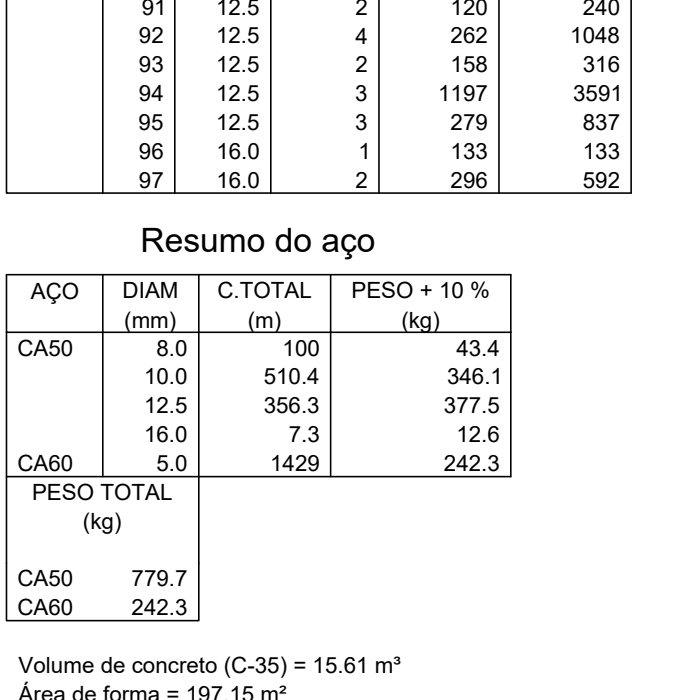 91 12.5 2 120 240
92 12.5 4 262 1048
93 12.5 2 158 316
94 12.5 3 1197 3591
95 12.5 3 279 837
96 16.0 1 133 133
97 16.0 2 296 592
Resumo do aço
AÇO DIAM C.TOTAL PESO + 10 %
(mm) (m) (kg)
CA50 8.0 100 43.4
10.0 510.4 346.1
12.5 356.3 377.5
16.0 7.3 12.6
CA60 5.0 1429 242.3
PESO TOTAL
(kg)
CA50 779.7
CA60 242.3
Volume de concreto (C-35) = 15.61 m³
Área de forma = 197.15 m²